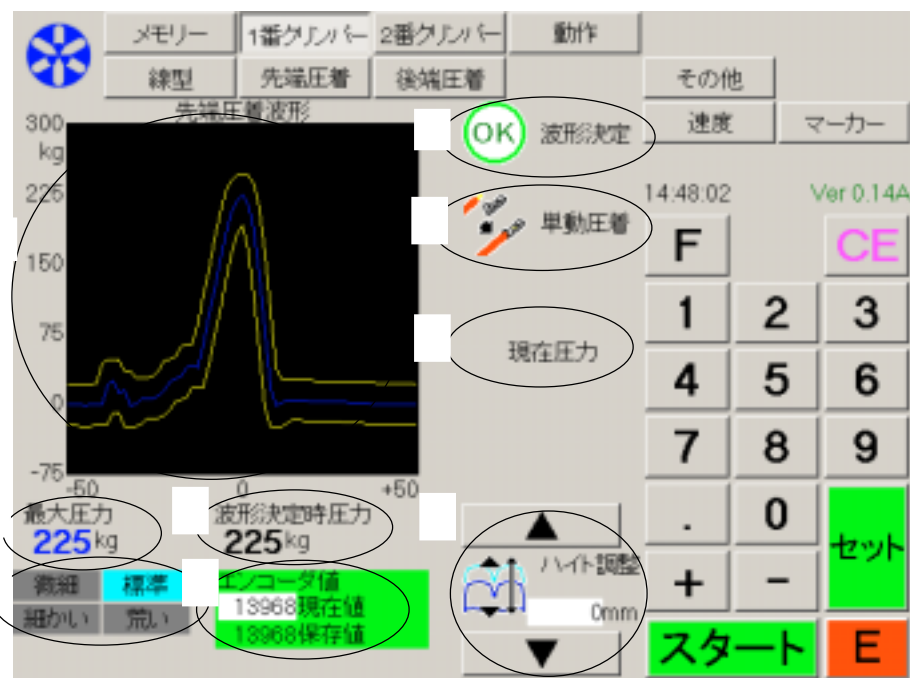 メモリー 1番クリンパー 2番クリンパー 動作
線型 先端圧着 後端圧着 その他
速度 マーカー
先端圧着波形
300
kg
225
150
75
0
-75
-50 0 +50
OK 波形決定
単動圧着
現在圧力
14:48:02 Ver 0.14A
F CE
1 2 3
4 5 6
7 8 9
. 0 セット
+ -
スタート E
最大圧力
225kg
波形決定時圧力
225kg
微細 標準
細かい 荒い
エンコーダ値
13968現在値
13968保存値
▲
ハイト調整
0mm
▼